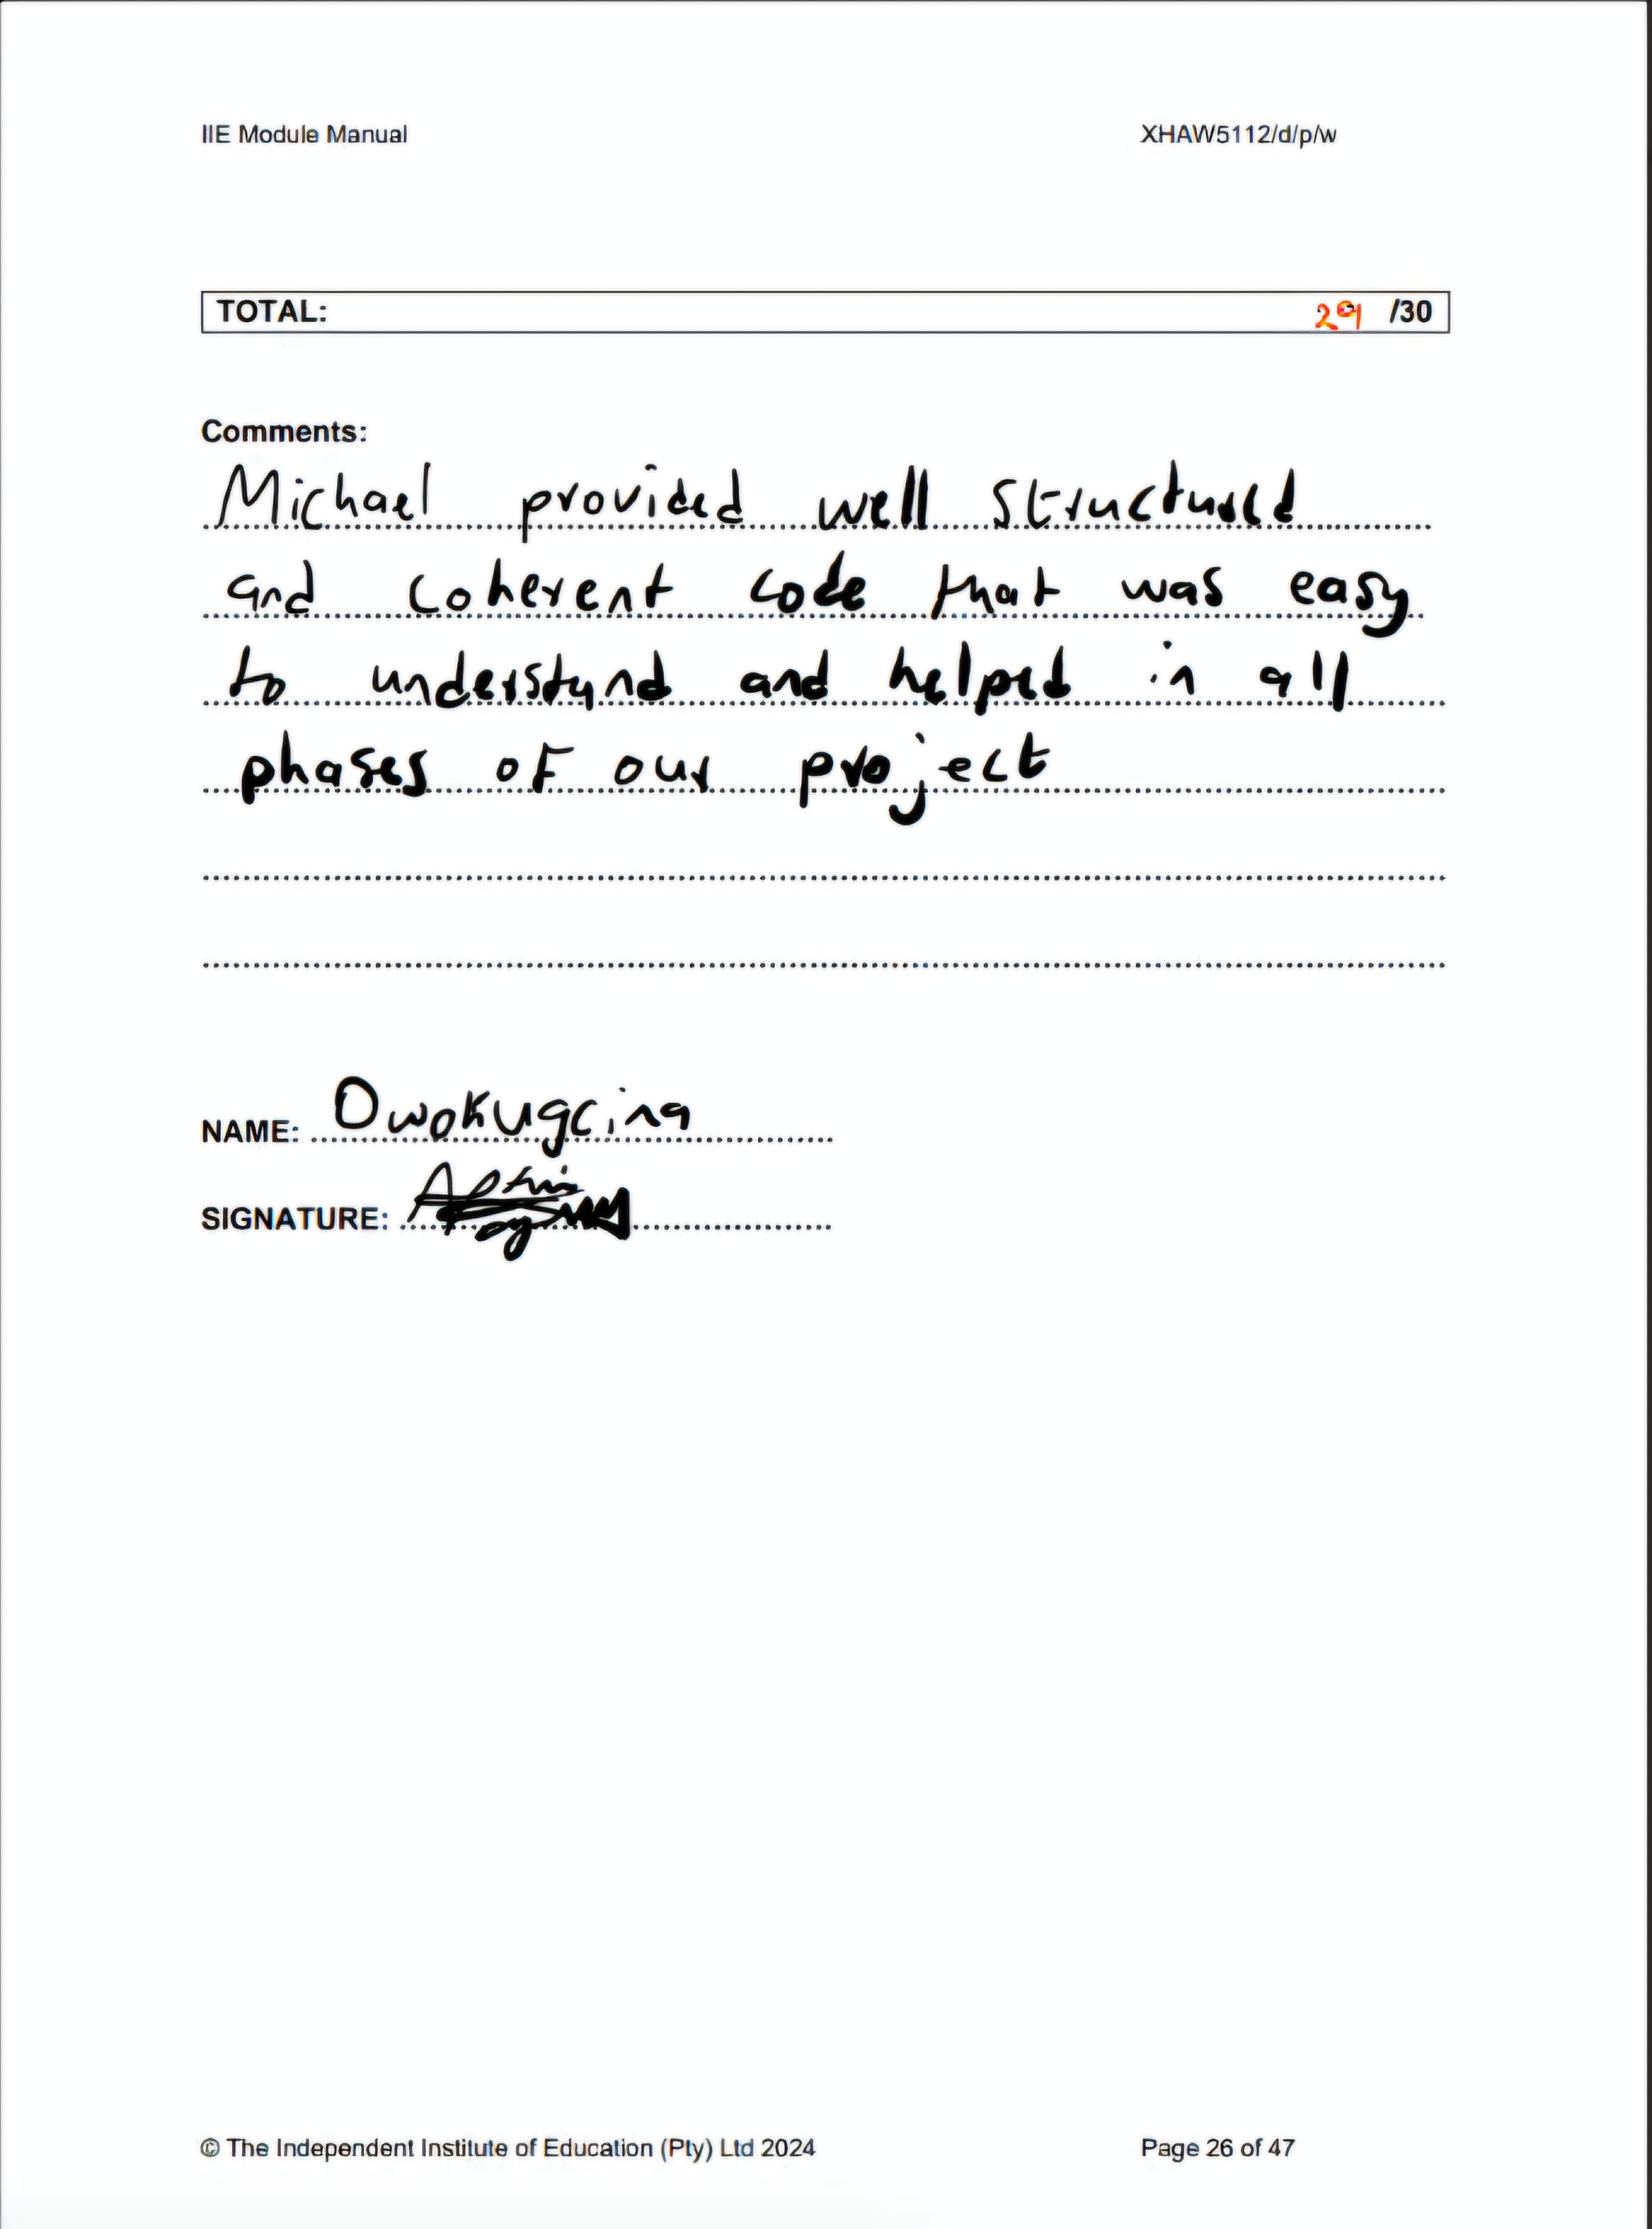 IIE Module Manual XHAW5112/d/p/w
TOTAL: 29 /30
Comments:
Michael provided well structured
and coherent code that was easy
to understand and helped in all
phases of our project
NAME: Owokugcina
SIGNATURE:
© The Independent Institute of Education (Pty) Ltd 2024 Page 26 of 47